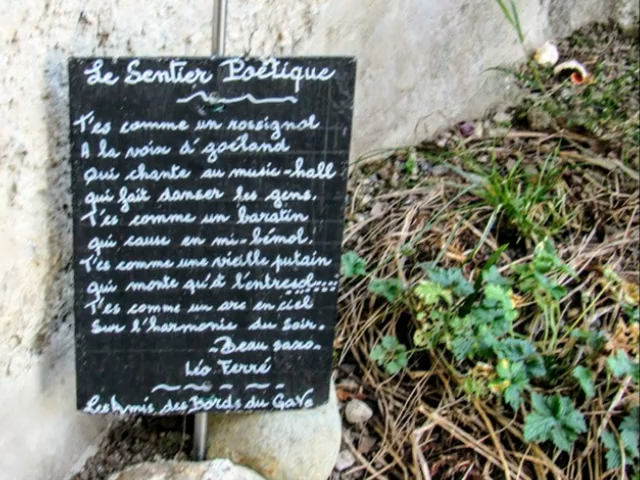 Le Sentier Poëtique
T'es comme un rossignol
A la voix d'goëland
Qui chante au music-hall
qui fait danser les gens.
T'es comme un baratin
qui cause en mi-bémol.
T'es comme une vieille putain
qui monte qu'à l'entresol....
T'es comme un arc en ciel
Sur l'harmonie du soir.
-Beau saxo.
Léo Ferré
Les Amis des Bords du Gave